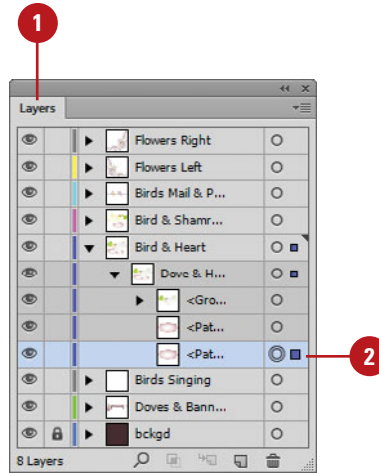 1
Layers
Flowers Right
Flowers Left
Birds Mail & P...
Bird & Shamr...
Bird & Heart
Dove & H...
<Gro...
<Pat...
<Pat...
2
Birds Singing
Doves & Bann...
bckgd
8 Layers